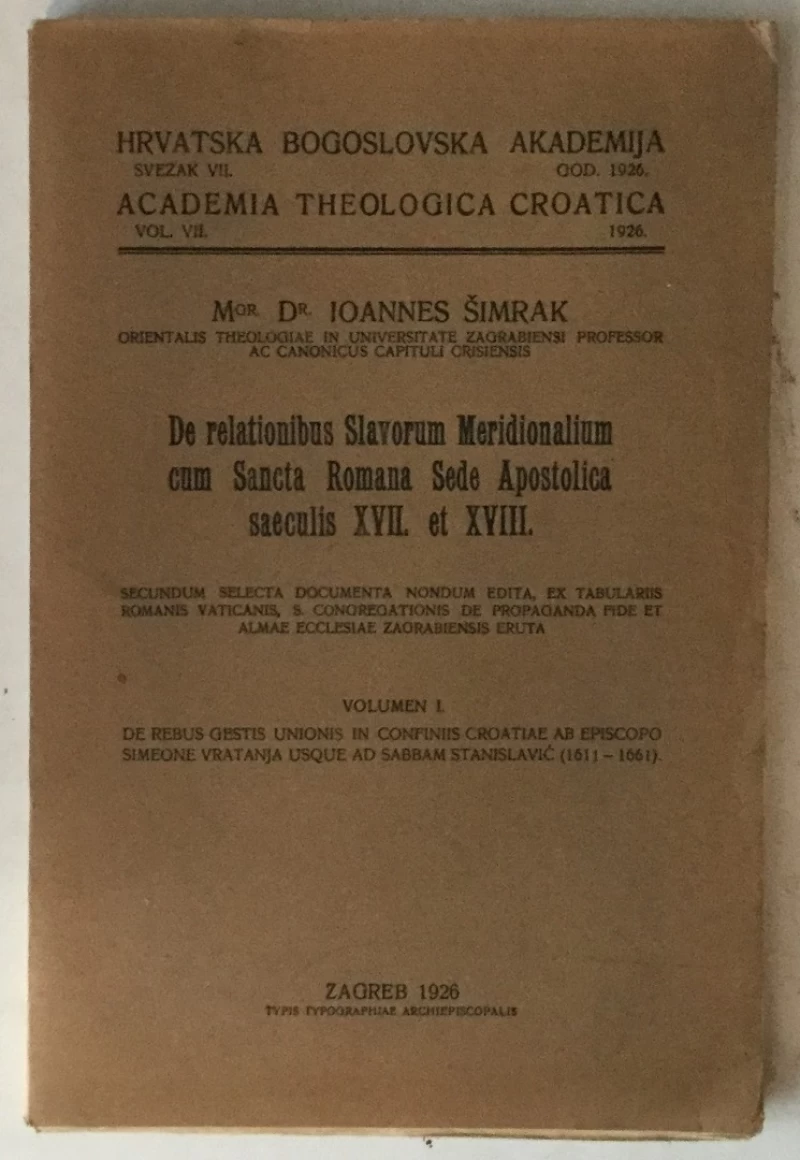 HRVATSKA BOGOSLOVSKA AKADEMIJA
SVEZAK VII. GOD. 1926.
ACADEMIA THEOLOGICA CROATICA
VOL. VII. 1926.
MOR. DR. IOANNES ŠIMRAK
ORIENTALIS THEOLOGIAE IN UNIVERSITATE ZAGRABIENSI PROFESSOR
AC CANONICUS CAPITULI CRISIENSIS
De relationibus Slavorum Meridionalium
cum Sancta Romana Sede Apostolica
saeculis XVII. et XVIII.
SECUNDUM SELECTA DOCUMENTA NONDUM EDITA, EX TABULARIIS
ROMANIS VATICANIS, S. CONGREGATIONIS DE PROPAGANDA FIDE ET
ALMAE ECCLESIAE ZAGRABIENSIS ERUTA
VOLUMEN I.
DE REBUS GESTIS UNIONIS IN CONFINIIS CROATIAE AB EPISCOPO
SIMEONE VRATANJA USQUE AD SABBAM STANISLAVIĆ (1611 – 1661).
ZAGREB 1926
TYPIS TYPOGRAPHIAE ARCHIEPISCOPALIS